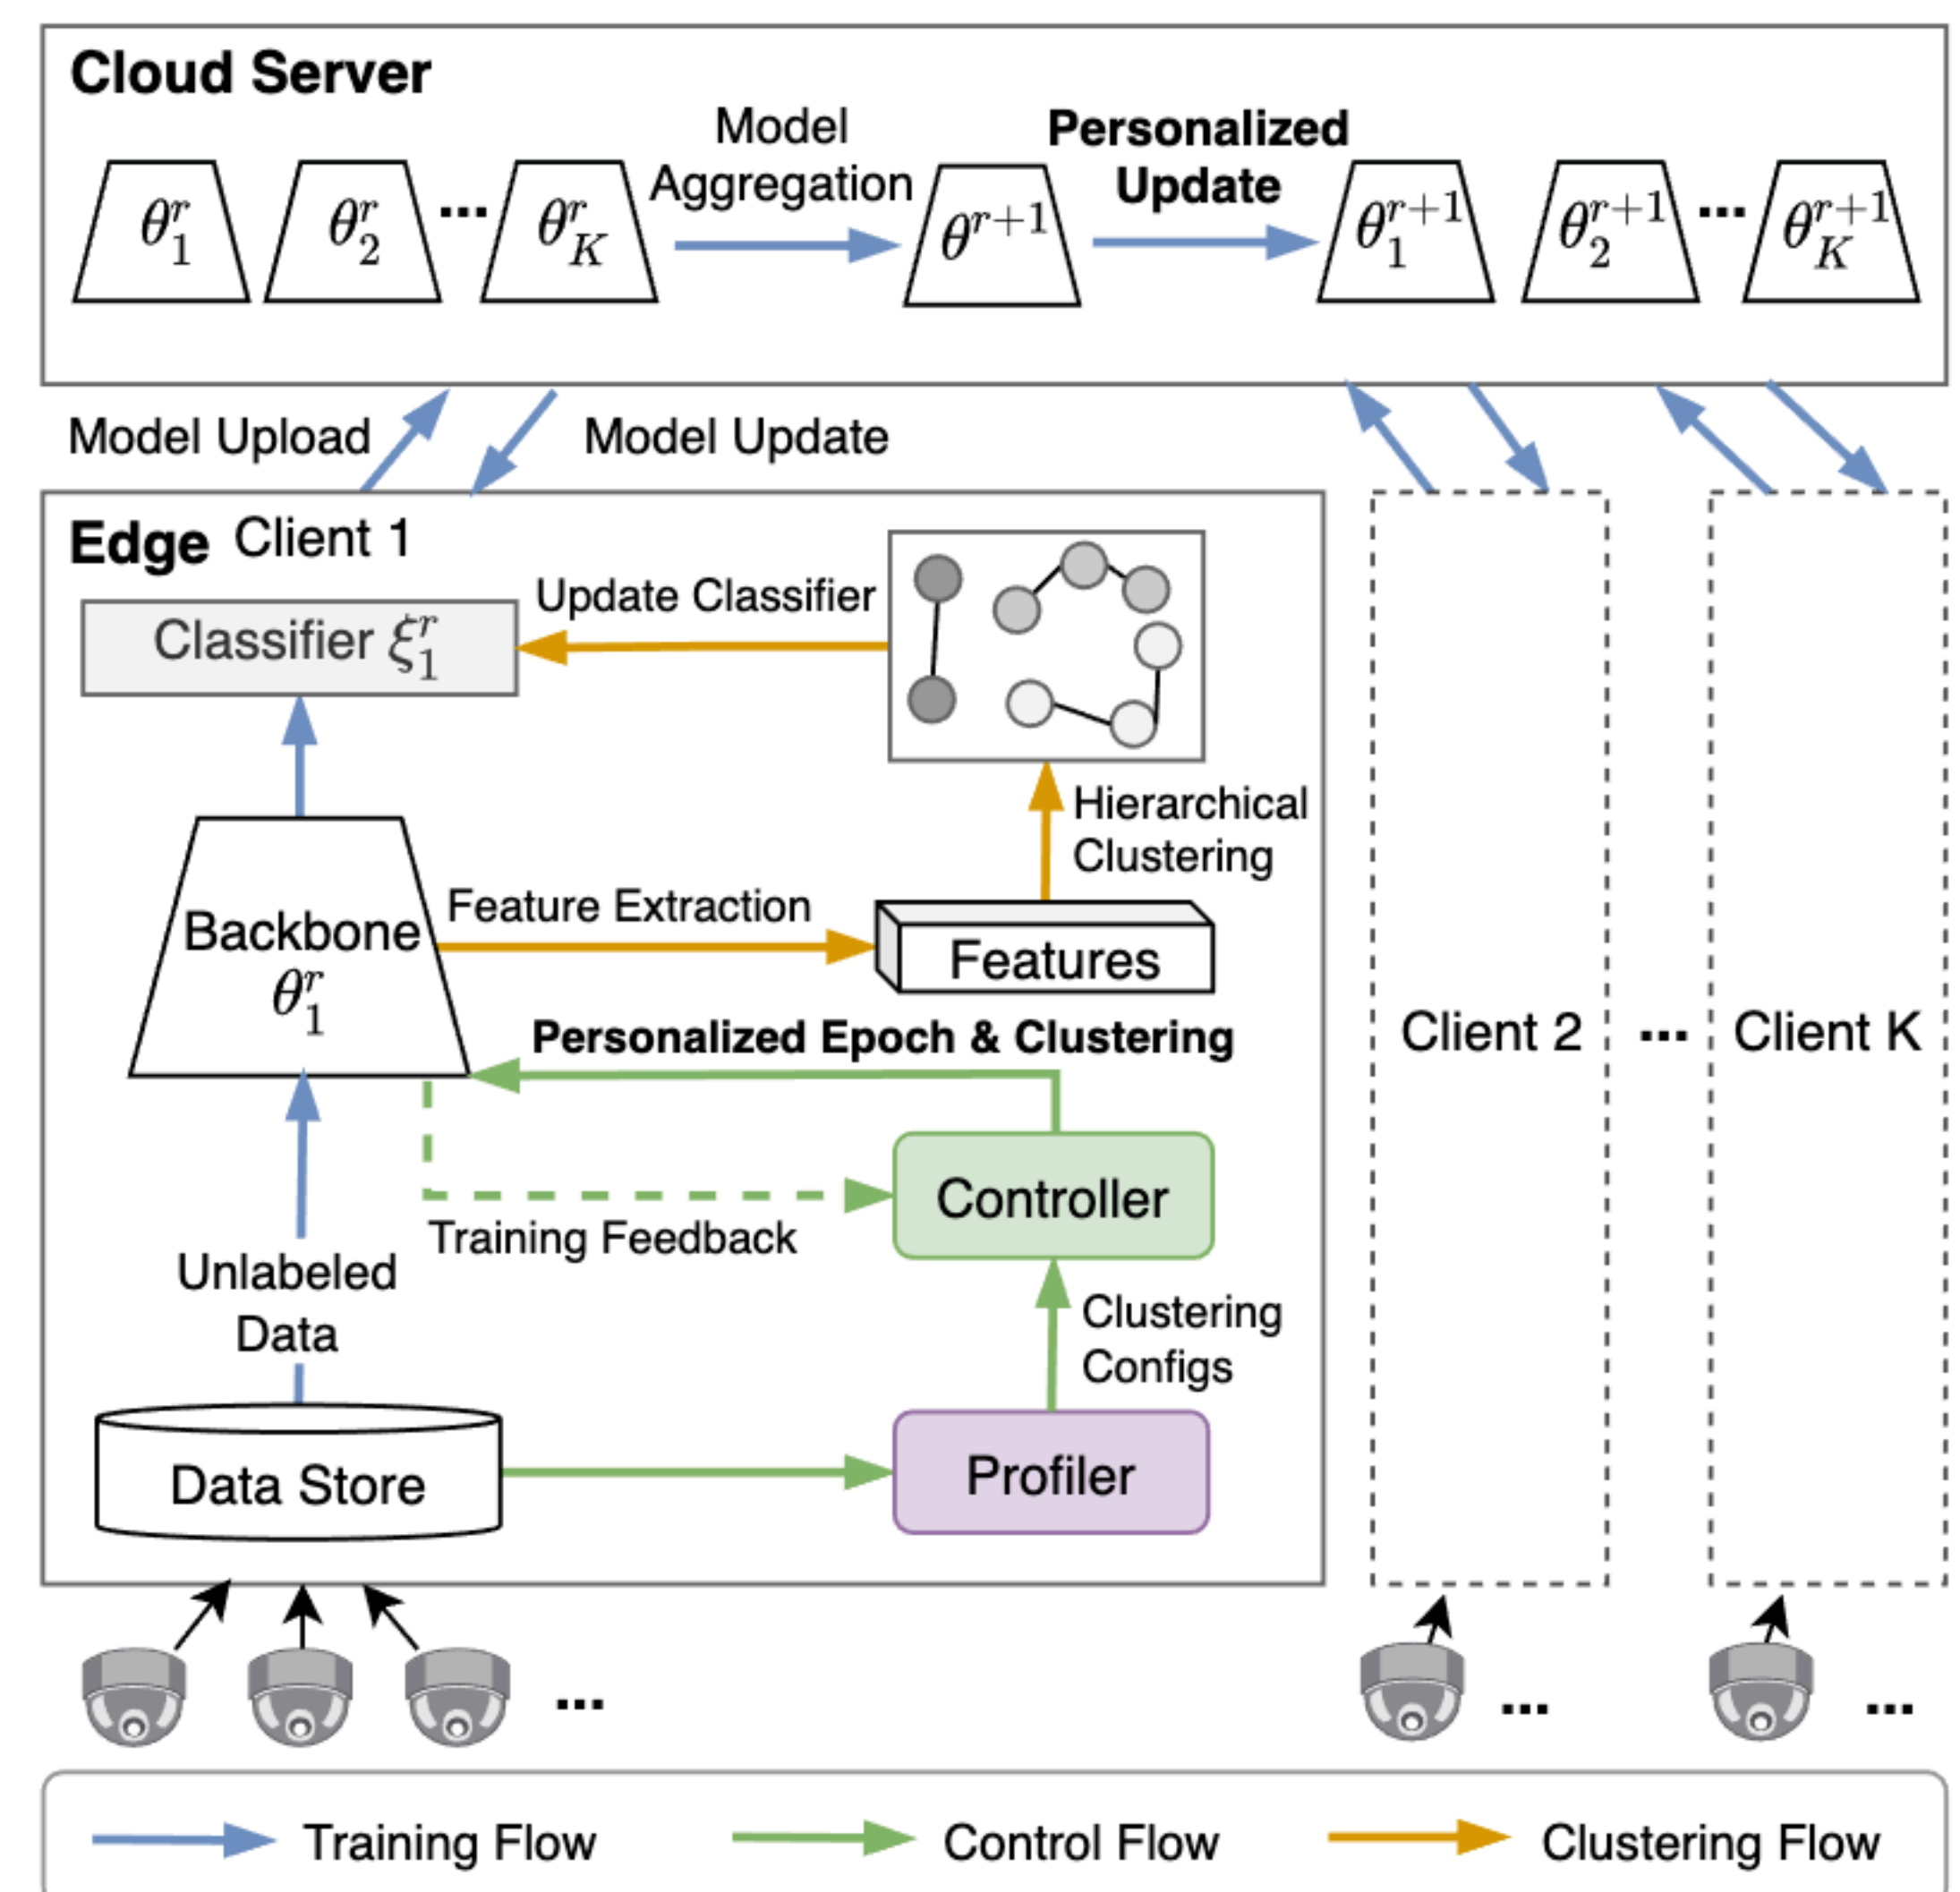 Cloud Server
Model
Aggregation
Personalized
Update
θ₁ʳ
θ₂ʳ
...
θ_Kʳ
θʳ⁺¹
θ₁ʳ⁺¹
θ₂ʳ⁺¹
...
θ_Kʳ⁺¹
Model Upload
Model Update
Edge Client 1
Classifier ξ₁ʳ
Update Classifier
Hierarchical
Clustering
Backbone
θ₁ʳ
Feature Extraction
Features
Personalized Epoch & Clustering
Controller
Training Feedback
Unlabeled
Data
Clustering
Configs
Data Store
Profiler
Client 2
...
Client K
...
...
...
Training Flow
Control Flow
Clustering Flow